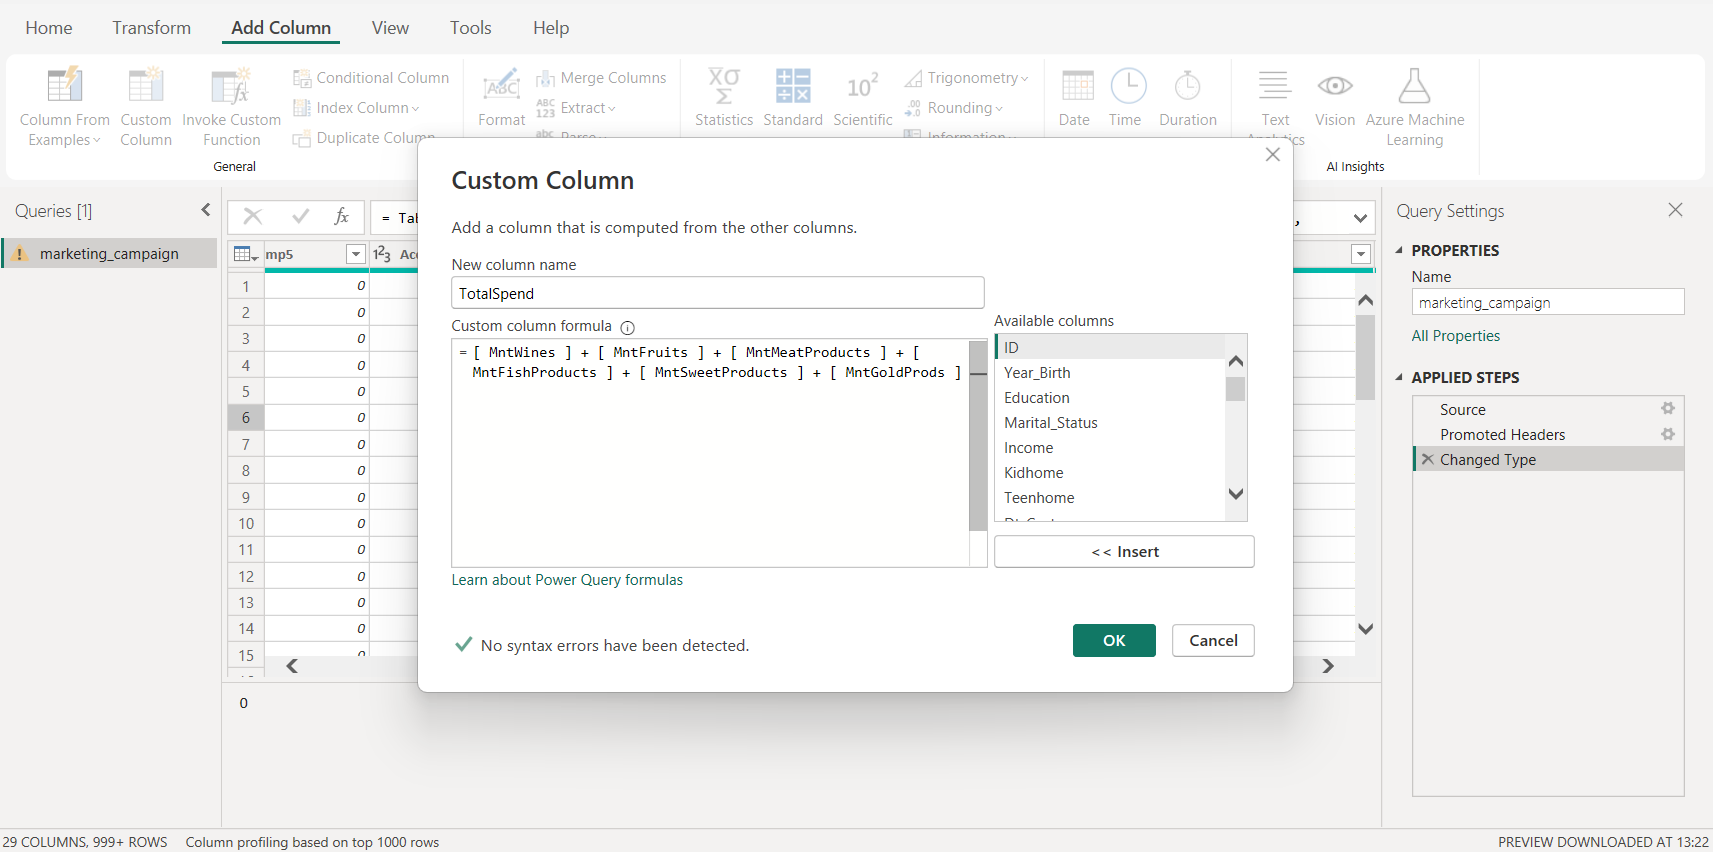 Home Transform Add Column View Tools Help
Column From Examples
Custom Column
Invoke Custom Function
Conditional Column
Index Column
Duplicate Column
General
Format
Merge Columns
Extract
Parse
Statistics
Standard
Scientific
Trigonometry
Rounding
Information
Date
Time
Duration
Text Analytics
Vision
Azure Machine Learning
AI Insights
Queries [1]
marketing_campaign
= Tab
mp5
1 0
2 0
3 0
4 0
5 0
6 0
7 0
8 0
9 0
10 0
11 0
12 0
13 0
14 0
15 0
0
Custom Column
Add a column that is computed from the other columns.
New column name
TotalSpend
Custom column formula
= [ MntWines ] + [ MntFruits ] + [ MntMeatProducts ] + [
MntFishProducts ] + [ MntSweetProducts ] + [ MntGoldProds ]
Available columns
ID
Year_Birth
Education
Marital_Status
Income
Kidhome
Teenhome
<< Insert
Learn about Power Query formulas
No syntax errors have been detected.
OK Cancel
Query Settings
PROPERTIES
Name
marketing_campaign
All Properties
APPLIED STEPS
Source
Promoted Headers
Changed Type
29 COLUMNS, 999+ ROWS Column profiling based on top 1000 rows
PREVIEW DOWNLOADED AT 13:22